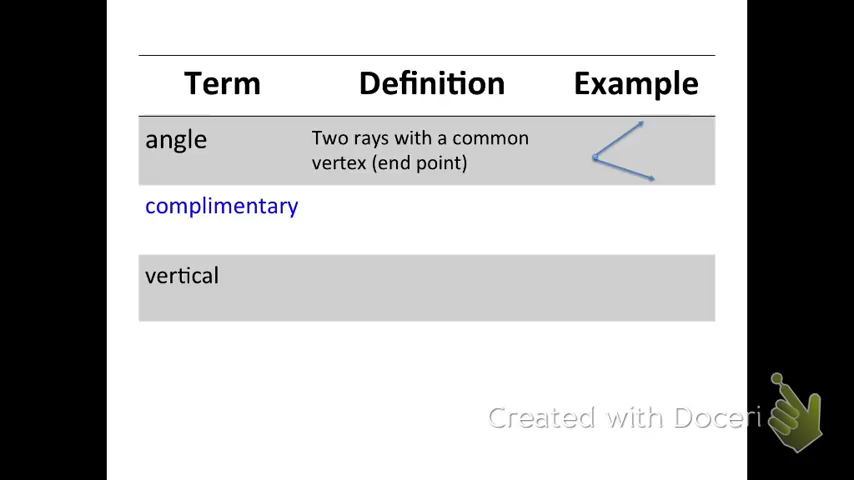 Term Definition Example
angle Two rays with a common
vertex (end point)
complimentary
vertical
Created with Doceri